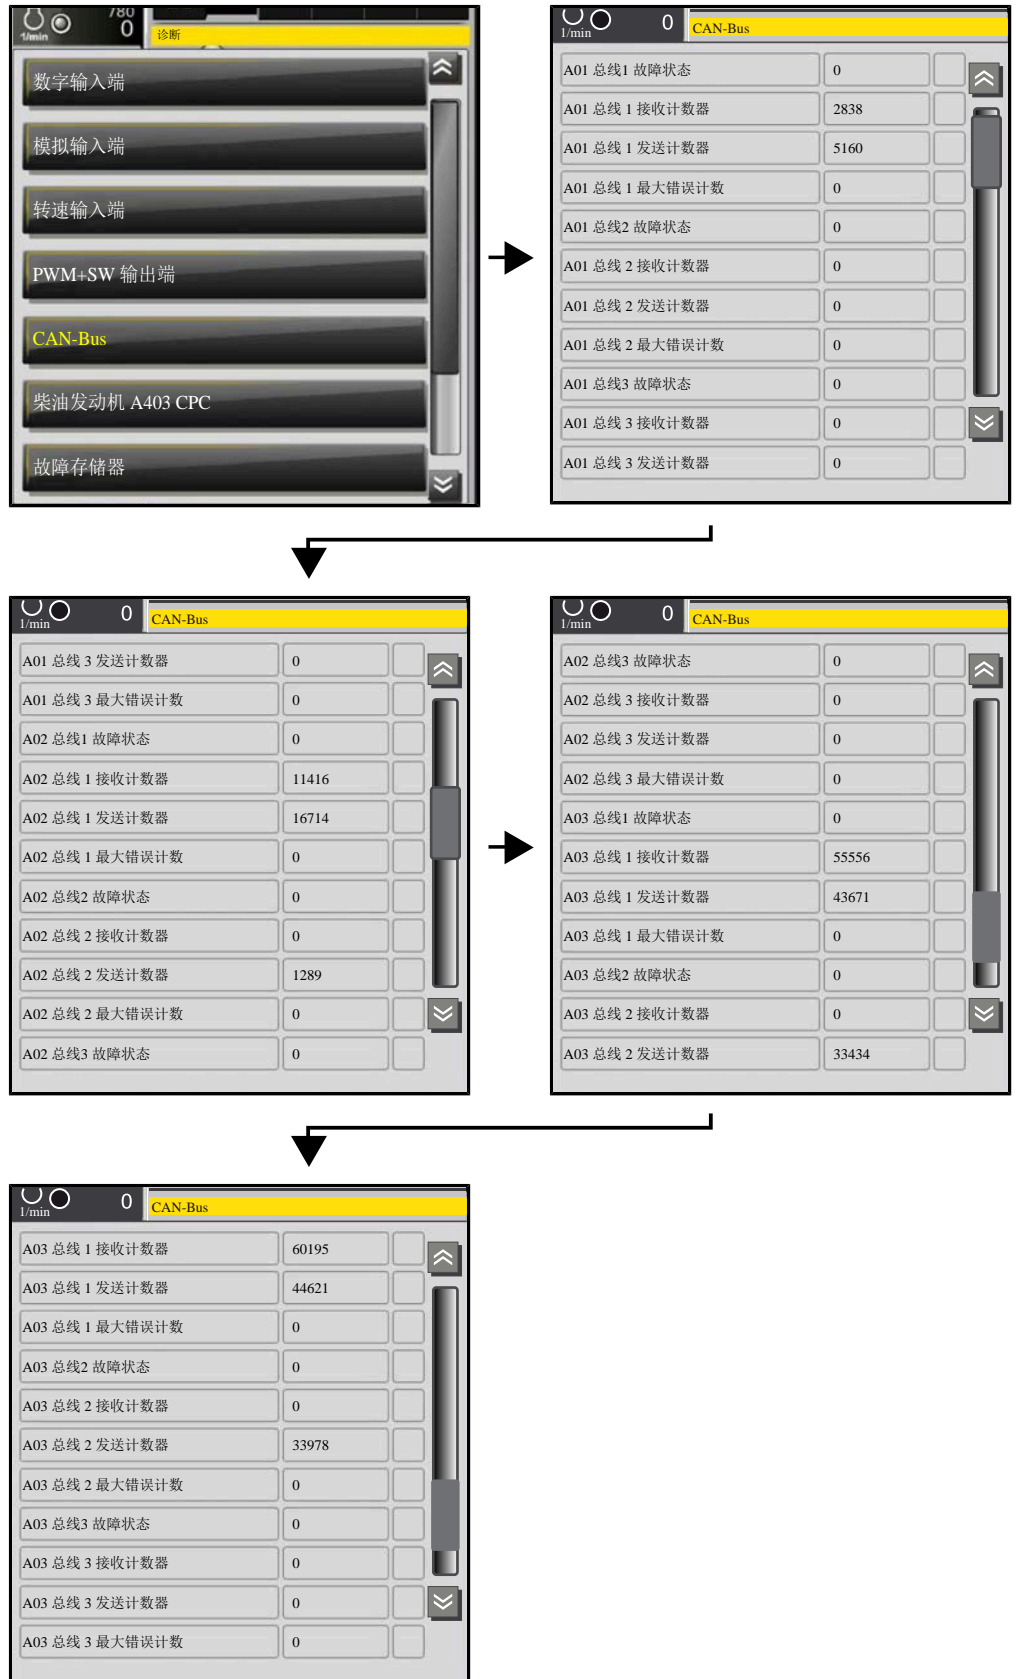 780
1/min 0
诊断
数字输入端
模拟输入端
转速输入端
PWM+SW 输出端
CAN-Bus
柴油发动机 A403 CPC
故障存储器
1/min 0 CAN-Bus
A01 总线1 故障状态 0
A01 总线 1 接收计数器 2838
A01 总线 1 发送计数器 5160
A01 总线 1 最大错误计数 0
A01 总线2 故障状态 0
A01 总线 2 接收计数器 0
A01 总线 2 发送计数器 0
A01 总线 2 最大错误计数 0
A01 总线3 故障状态 0
A01 总线 3 接收计数器 0
A01 总线 3 发送计数器 0
1/min 0 CAN-Bus
A01 总线 3 发送计数器 0
A01 总线 3 最大错误计数 0
A02 总线1 故障状态 0
A02 总线 1 接收计数器 11416
A02 总线 1 发送计数器 16714
A02 总线 1 最大错误计数 0
A02 总线2 故障状态 0
A02 总线 2 接收计数器 0
A02 总线 2 发送计数器 1289
A02 总线 2 最大错误计数 0
A02 总线3 故障状态 0
1/min 0 CAN-Bus
A02 总线3 故障状态 0
A02 总线 3 接收计数器 0
A02 总线 3 发送计数器 0
A02 总线 3 最大错误计数 0
A03 总线1 故障状态 0
A03 总线 1 接收计数器 55556
A03 总线 1 发送计数器 43671
A03 总线 1 最大错误计数 0
A03 总线2 故障状态 0
A03 总线 2 接收计数器 0
A03 总线 2 发送计数器 33434
1/min 0 CAN-Bus
A03 总线 1 接收计数器 60195
A03 总线 1 发送计数器 44621
A03 总线 1 最大错误计数 0
A03 总线2 故障状态 0
A03 总线 2 接收计数器 0
A03 总线 2 发送计数器 33978
A03 总线 2 最大错误计数 0
A03 总线3 故障状态 0
A03 总线 3 接收计数器 0
A03 总线 3 发送计数器 0
A03 总线 3 最大错误计数 0